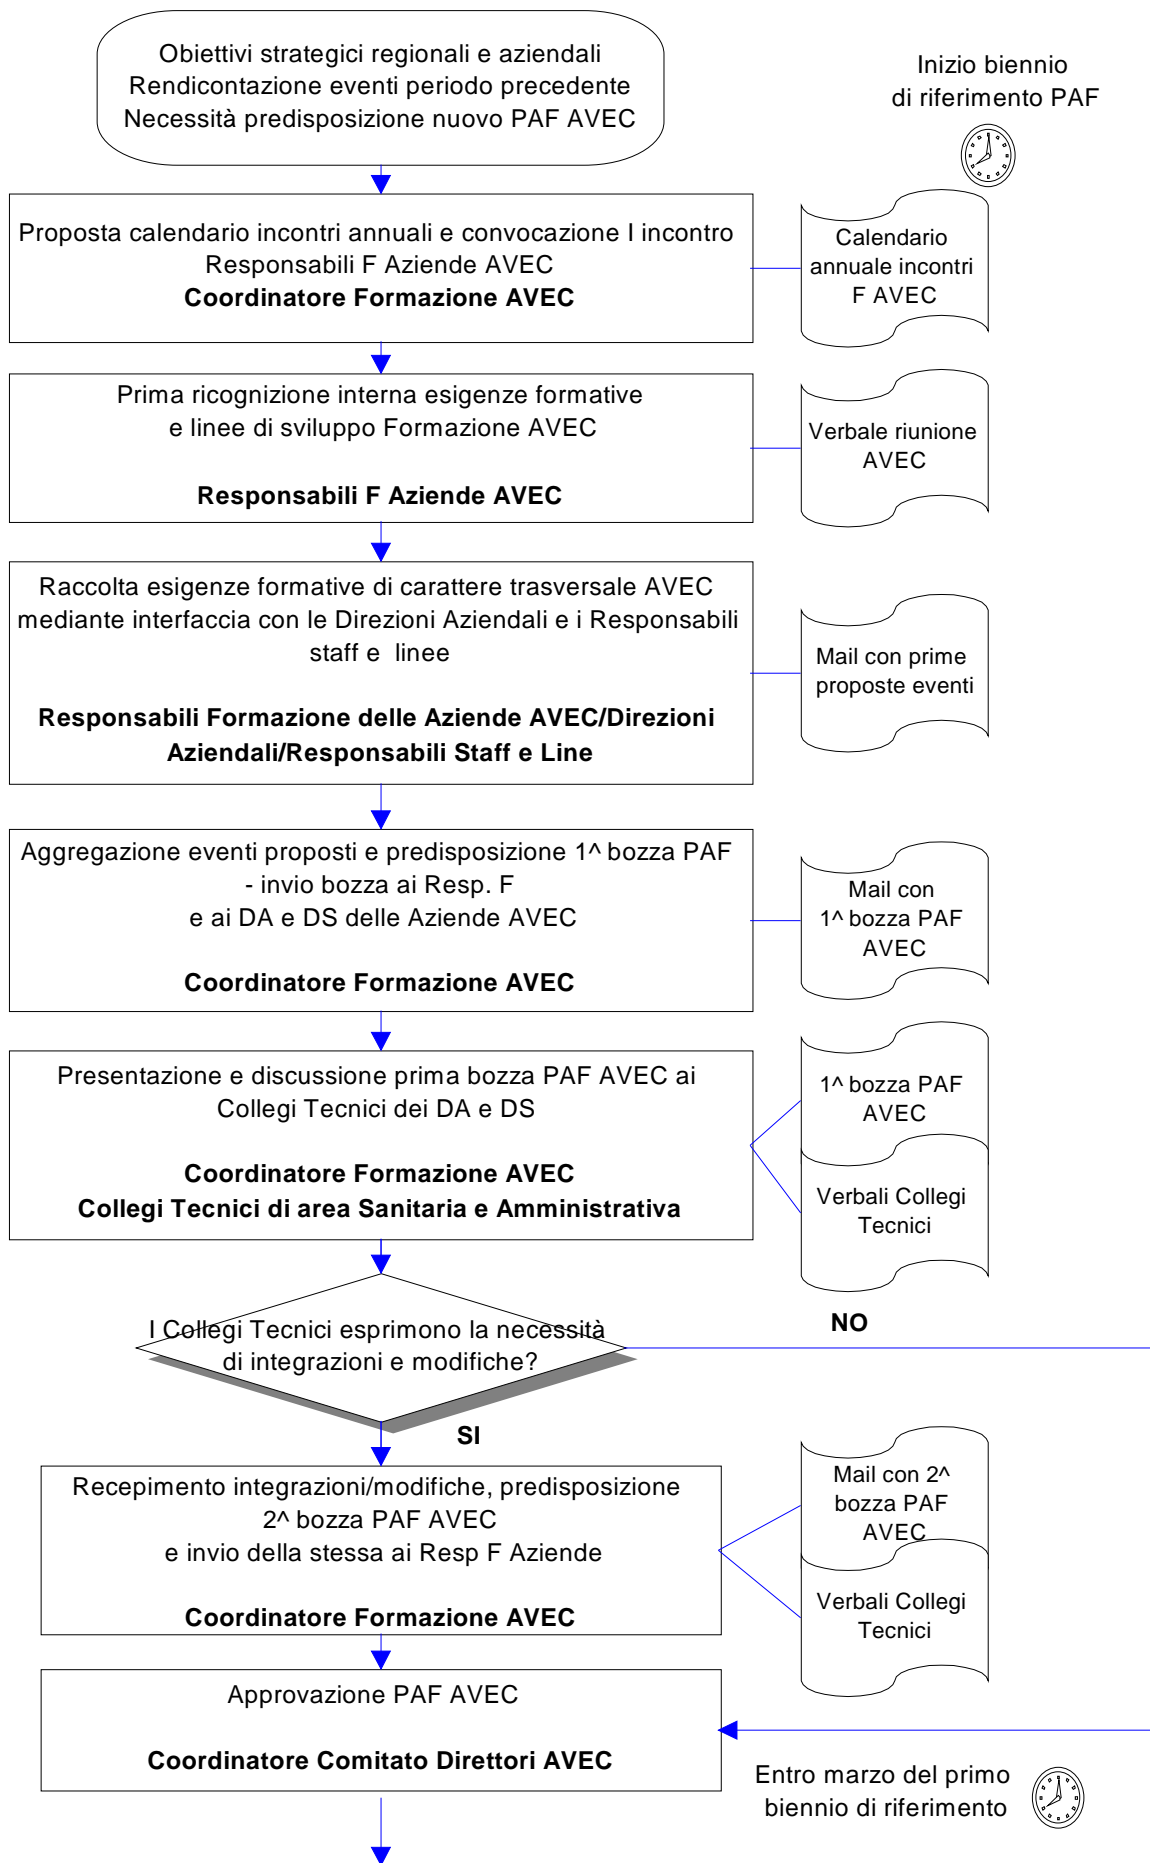 Obiettivi strategici regionali e aziendali
Rendicontazione eventi periodo precedente
Necessità predisposizione nuovo PAF AVEC
Inizio biennio
di riferimento PAF
Proposta calendario incontri annuali e convocazione I incontro
Responsabili F Aziende AVEC
Coordinatore Formazione AVEC
Calendario
annuale incontri
F AVEC
Prima ricognizione interna esigenze formative
e linee di sviluppo Formazione AVEC
Responsabili F Aziende AVEC
Verbale riunione
AVEC
Raccolta esigenze formative di carattere trasversale AVEC
mediante interfaccia con le Direzioni Aziendali e i Responsabili
staff e linee
Responsabili Formazione delle Aziende AVEC/Direzioni
Aziendali/Responsabili Staff e Line
Mail con prime
proposte eventi
Aggregazione eventi proposti e predisposizione 1^ bozza PAF
- invio bozza ai Resp. F
e ai DA e DS delle Aziende AVEC
Coordinatore Formazione AVEC
Mail con
1^ bozza PAF
AVEC
Presentazione e discussione prima bozza PAF AVEC ai
Collegi Tecnici dei DA e DS
Coordinatore Formazione AVEC
Collegi Tecnici di area Sanitaria e Amministrativa
1^ bozza PAF
AVEC
Verbali Collegi
Tecnici
I Collegi Tecnici esprimono la necessità
di integrazioni e modifiche?
NO
SI
Recepimento integrazioni/modifiche, predisposizione
2^ bozza PAF AVEC
e invio della stessa ai Resp F Aziende
Coordinatore Formazione AVEC
Mail con 2^
bozza PAF
AVEC
Verbali Collegi
Tecnici
Approvazione PAF AVEC
Coordinatore Comitato Direttori AVEC
Entro marzo del primo
biennio di riferimento